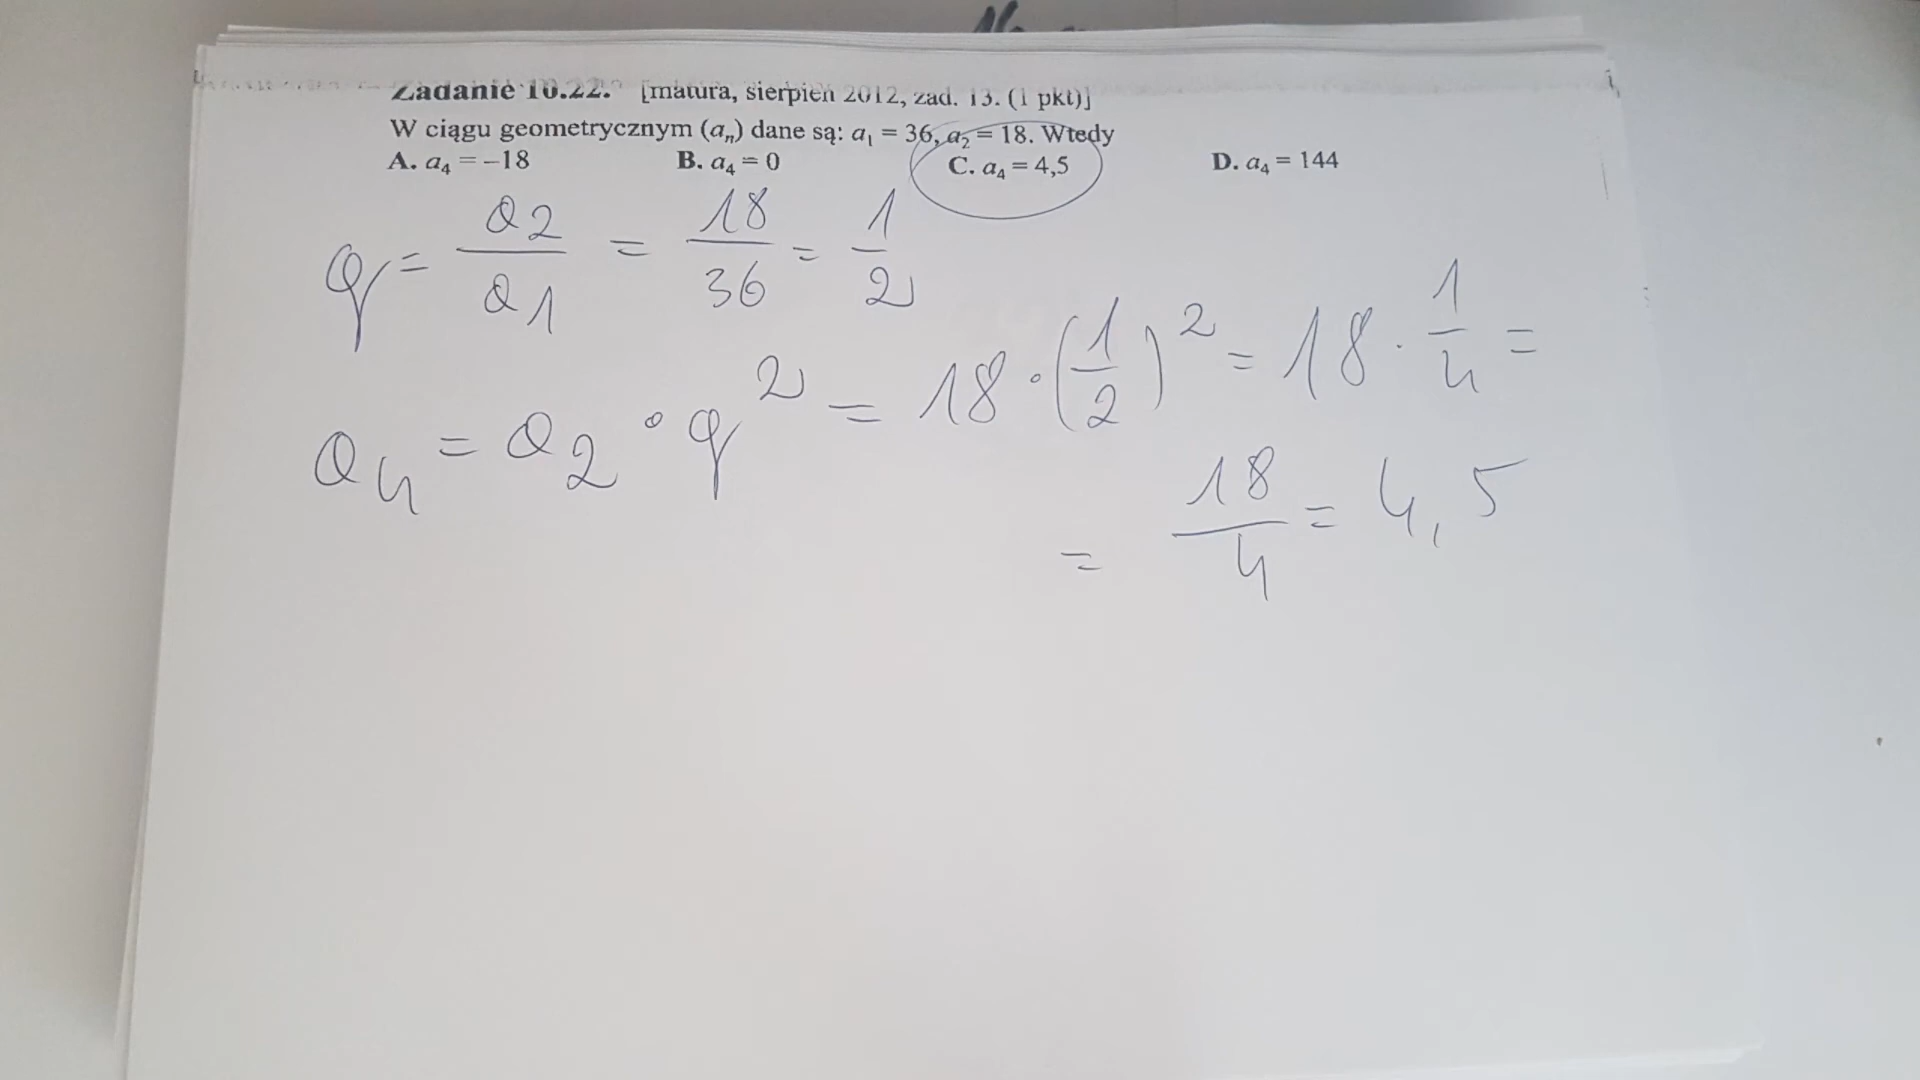 Zadanie 10.22. [matura, sierpień 2012, zad. 13. (1 pkt)]
W ciągu geometrycznym (aₙ) dane są: a₁ = 36, a₂ = 18. Wtedy
A. a₄ = −18 B. a₄ = 0 C. a₄ = 4,5 D. a₄ = 144
q = a2/a1 = 18/36 = 1/2
a4 = a2 · q² = 18 · (1/2)² = 18 · 1/4 =
= 18/4 = 4,5